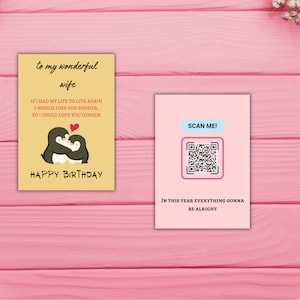 to my wonderful
wife
IF I HAD MY LIFE TO LIVE AGAIN
I WOULD FIND YOU SOONER,
SO I COULD LOVE YOU LONGER
HAPPY BIRTHDAY
SCAN ME!
IN THIS YEAR EVERYTHING GONNA
BE ALRIGHT